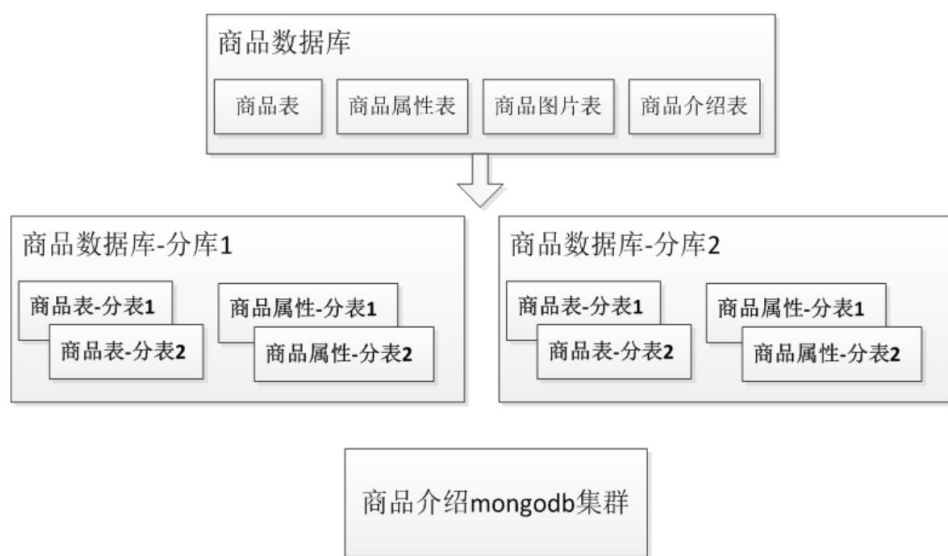 商品数据库
商品表 商品属性表 商品图片表 商品介绍表
商品数据库-分库1
商品表-分表1 商品属性-分表1
商品表-分表2 商品属性-分表2
商品数据库-分库2
商品表-分表1 商品属性-分表1
商品表-分表2 商品属性-分表2
商品介绍mongodb集群